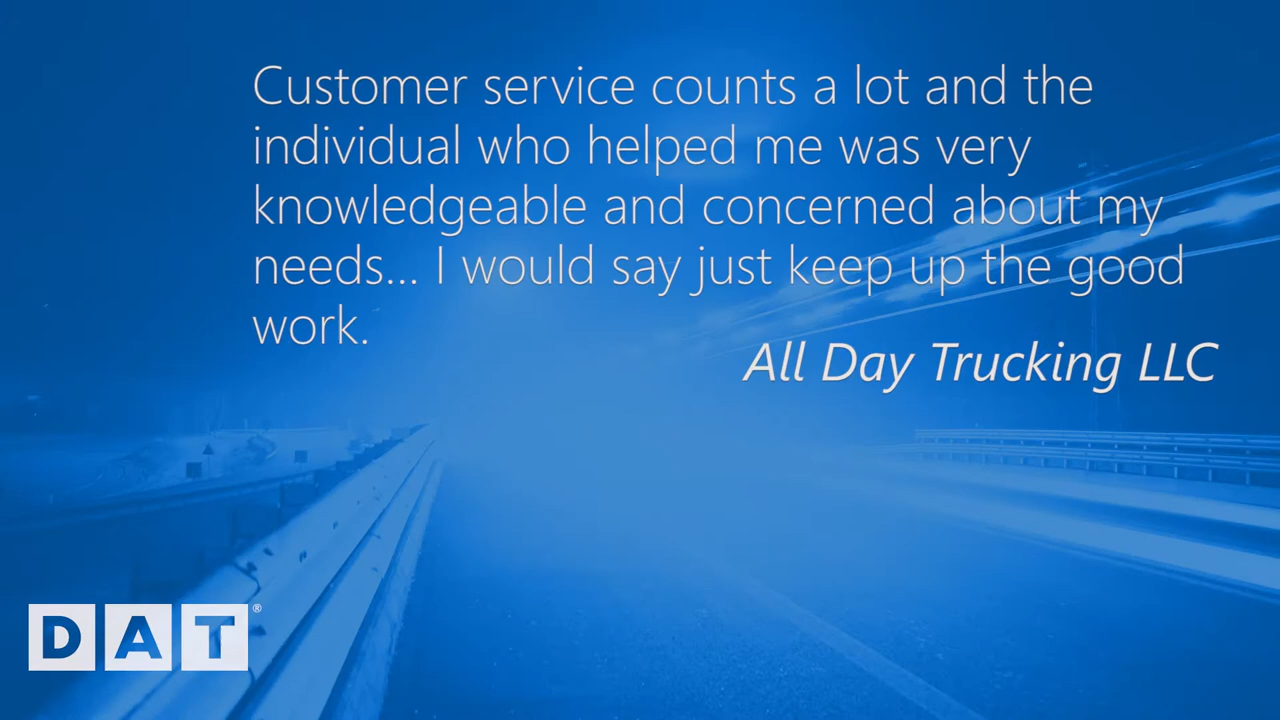 Customer service counts a lot and the
individual who helped me was very
knowledgeable and concerned about my
needs... I would say just keep up the good
work.
All Day Trucking LLC
DAT®